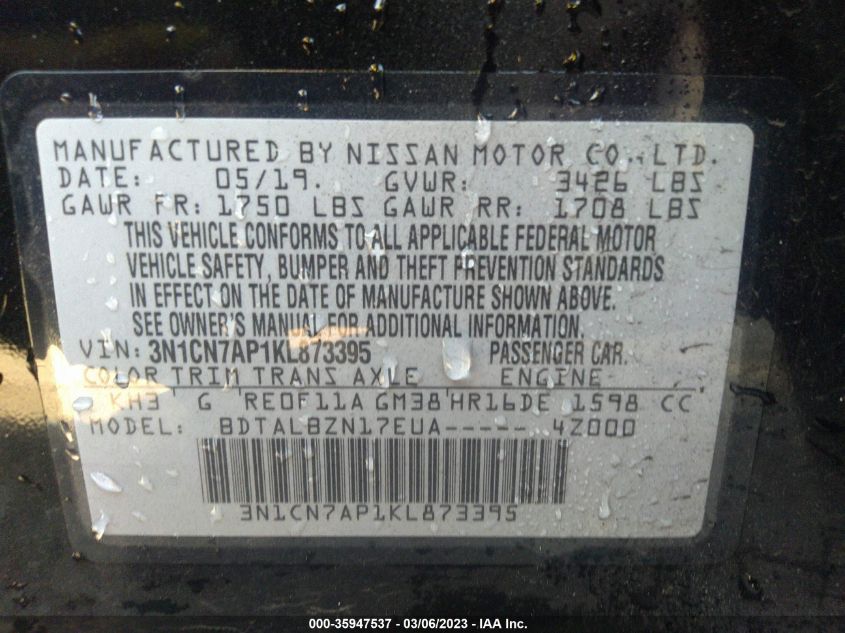 MANUFACTURED BY NISSAN MOTOR CO., LTD.
DATE: 05/19. GVWR: 3426 LBS
GAWR FR: 1750 LBS GAWR RR: 1708 LBS
THIS VEHICLE CONFORMS TO ALL APPLICABLE FEDERAL MOTOR
VEHICLE SAFETY, BUMPER AND THEFT PREVENTION STANDARDS
IN EFFECT ON THE DATE OF MANUFACTURE SHOWN ABOVE.
SEE OWNER'S MANUAL FOR ADDITIONAL INFORMATION.
VIN: 3N1CN7AP1KL873395 PASSENGER CAR.
COLOR TRIM TRANS AXLE ENGINE
KH3 G RE0F11A GM38 HR16DE 1598 CC
MODEL: BDTALBZN17EUA----- 4Z000
3N1CN7AP1KL873395
000-35947537 - 03/06/2023 - IAA Inc.